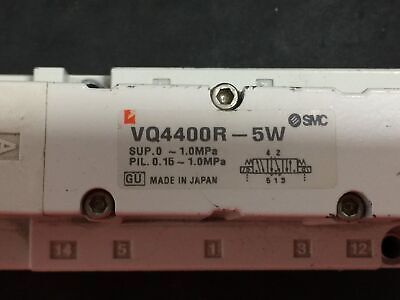 VQ4400R-5W
SMC
SUP.0 ~ 1.0MPa
PIL.0.15~1.0MPa
4 2
5 1 3
GU MADE IN JAPAN
A
14 5 1 3 12